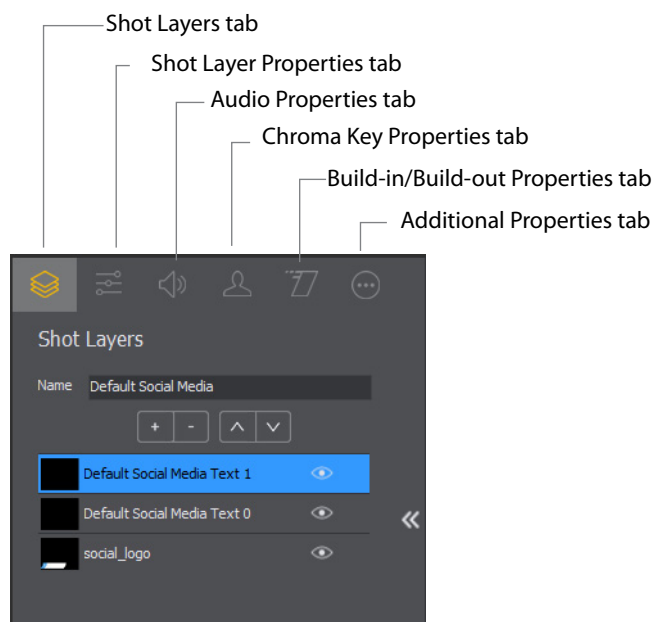 Shot Layers tab
Shot Layer Properties tab
Audio Properties tab
Chroma Key Properties tab
Build-in/Build-out Properties tab
Additional Properties tab
Shot Layers
Name Default Social Media
+ -
Default Social Media Text 1
Default Social Media Text 0
social_logo